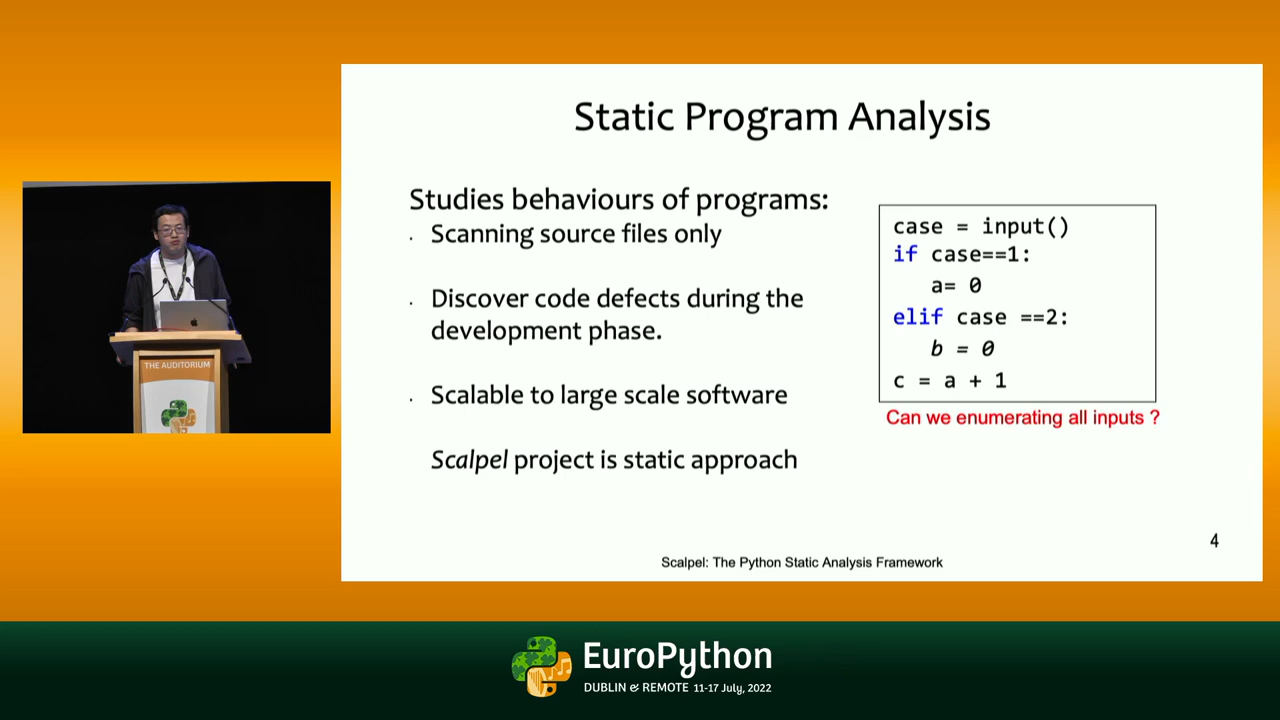 Static Program Analysis
Studies behaviours of programs:
. Scanning source files only
. Discover code defects during the
development phase.
. Scalable to large scale software
Scalpel project is static approach
case = input()
if case==1:
a= 0
elif case ==2:
b = 0
c = a + 1
Can we enumerating all inputs ?
4
Scalpel: The Python Static Analysis Framework
THE AUDITORIUM
EuroPython
DUBLIN & REMOTE 11-17 July, 2022